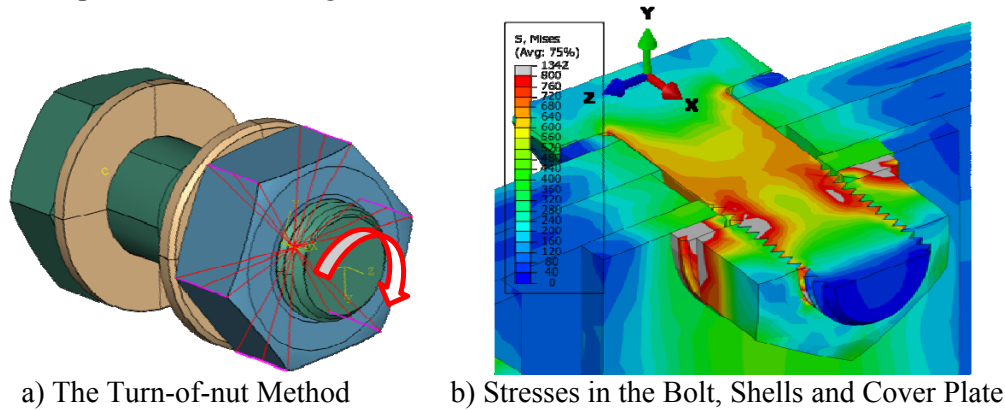 S, Mises
(Avg: 75%)
1342
800
760
720
680
640
600
560
520
480
440
400
360
320
280
240
200
160
120
80
40
0
Y
Z
X
C
z
a) The Turn-of-nut Method
b) Stresses in the Bolt, Shells and Cover Plate